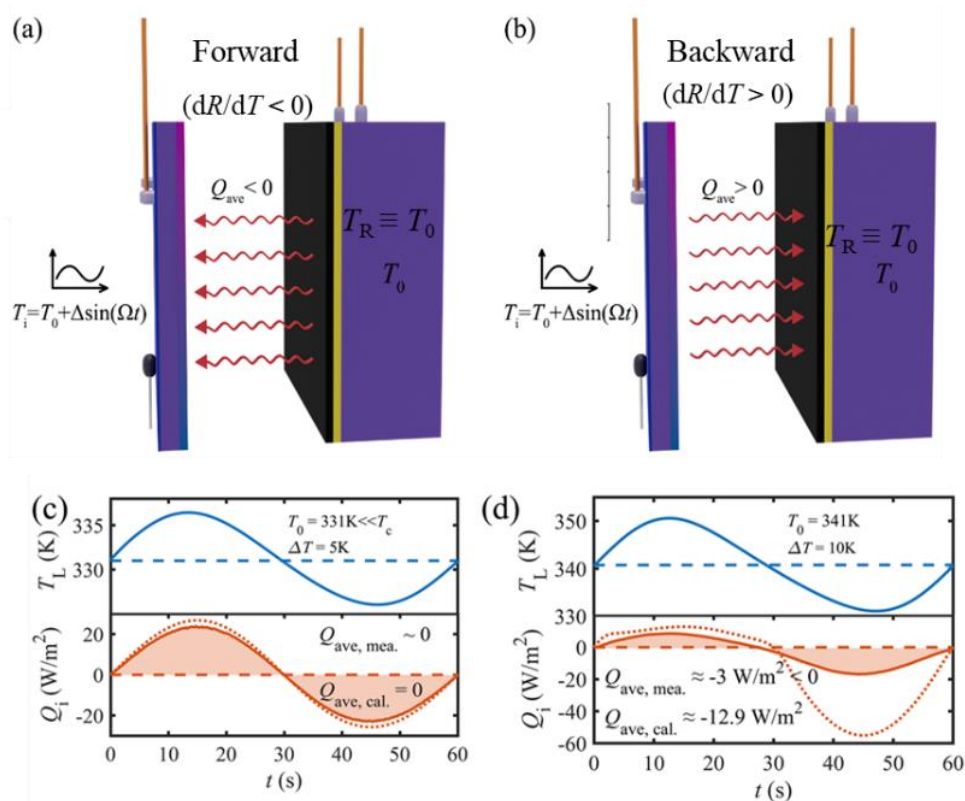 (a)
Forward
(dR/dT < 0)
Q_ave < 0
T_R ≡ T_0
T_0
T_i=T_0+Δsin(Ωt)
(b)
Backward
(dR/dT > 0)
Q_ave > 0
T_R ≡ T_0
T_0
T_i=T_0+Δsin(Ωt)
(c)
T_L (K)
335
330
T_0 = 331K<<T_c
ΔT = 5K
Q_i (W/m²)
20
0
-20
Q_ave, mea. ~ 0
Q_ave, cal. = 0
0 10 20 30 40 50 60
t (s)
(d)
T_L (K)
350
340
330
T_0 = 341K
ΔT = 10K
Q_i (W/m²)
0
-20
-40
-60
Q_ave, mea. ≈ -3 W/m² < 0
Q_ave, cal. ≈ -12.9 W/m²
0 10 20 30 40 50 60
t (s)